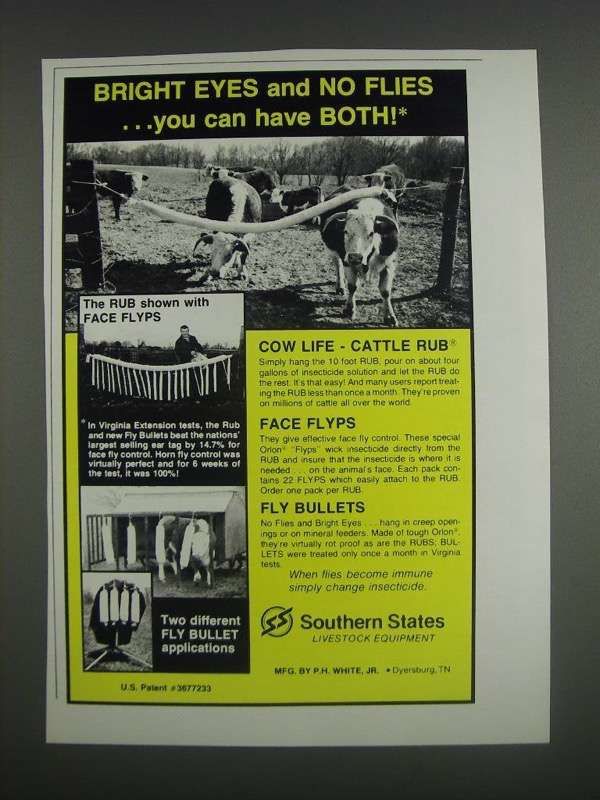 BRIGHT EYES and NO FLIES
...you can have BOTH!*
The RUB shown with
FACE FLYPS
* In Virginia Extension tests, the Rub
and new Fly Bullets beat the nations'
largest selling ear tag by 14.7% for
face fly control. Horn fly control was
virtually perfect and for 6 weeks of
the test, it was 100%!
Two different
FLY BULLET
applications
U.S. Patent #3677233
COW LIFE - CATTLE RUB®
Simply hang the 10 foot RUB, pour on about four
gallons of insecticide solution and let the RUB do
the rest. It's that easy! And many users report treat-
ing the RUB less than once a month. They're proven
on millions of cattle all over the world.
FACE FLYPS
They give effective face fly control. These special
Orlon® "Flyps" wick insecticide directly from the
RUB and insure that the insecticide is where it is
needed . . . on the animal's face. Each pack con-
tains 22 FLYPS which easily attach to the RUB.
Order one pack per RUB.
FLY BULLETS
No Flies and Bright Eyes . . . hang in creep open-
ings or on mineral feeders. Made of tough Orlon®,
they're virtually rot proof as are the RUBS; BUL-
LETS were treated only once a month in Virginia
tests.
When flies become immune
simply change insecticide.
SS Southern States
LIVESTOCK EQUIPMENT
MFG. BY P.H. WHITE, JR. • Dyersburg, TN